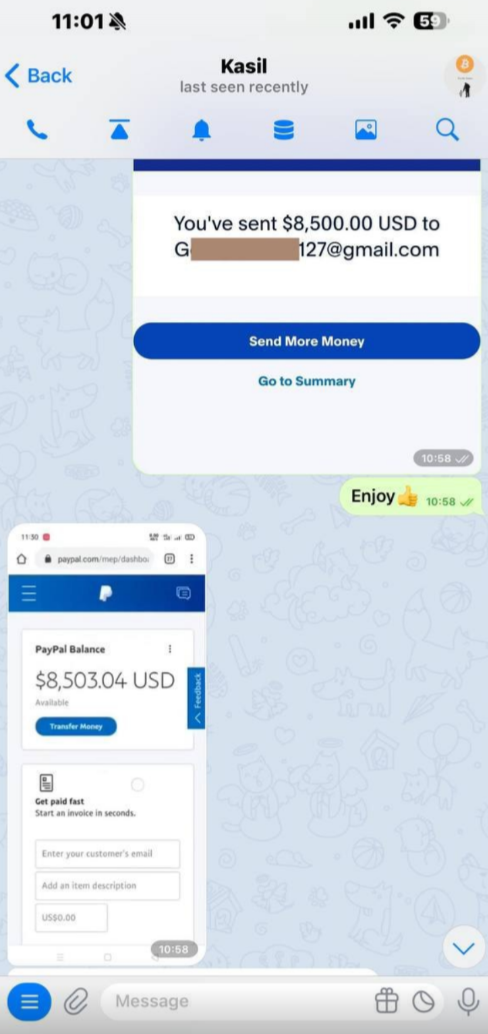 11:01
59
Back
Kasil
last seen recently
You've sent $8,500.00 USD to
G 127@gmail.com
Send More Money
Go to Summary
10:58
Enjoy👍 10:58
11:30
paypal.com/mep/dashbo
PayPal Balance
$8,503.04 USD
Available
Feedback
Transfer Money
Get paid fast
Start an invoice in seconds.
Enter your customer's email
Add an item description
US$0.00
10:58
Message